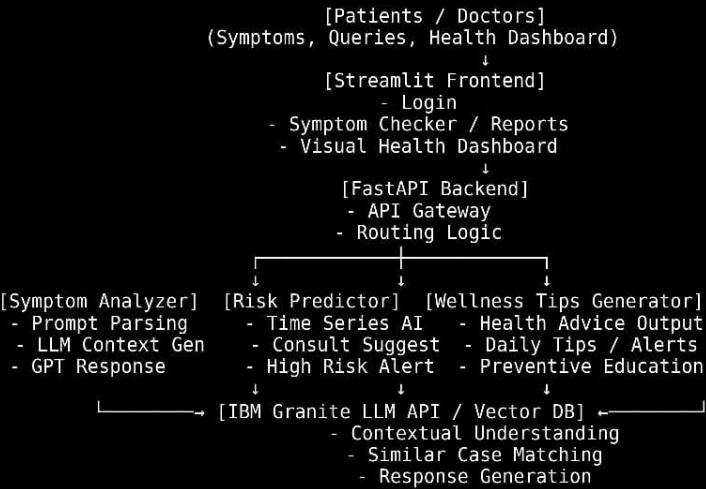 [Patients / Doctors]
(Symptoms, Queries, Health Dashboard)
↓
[Streamlit Frontend]
- Login
- Symptom Checker / Reports
- Visual Health Dashboard
↓
[FastAPI Backend]
- API Gateway
- Routing Logic
↓ ↓ ↓
[Symptom Analyzer] [Risk Predictor] [Wellness Tips Generator]
- Prompt Parsing - Time Series AI - Health Advice Output
- LLM Context Gen - Consult Suggest - Daily Tips / Alerts
- GPT Response - High Risk Alert - Preventive Education
↓ ↓ ↓
→ [IBM Granite LLM API / Vector DB] ←
- Contextual Understanding
- Similar Case Matching
- Response Generation